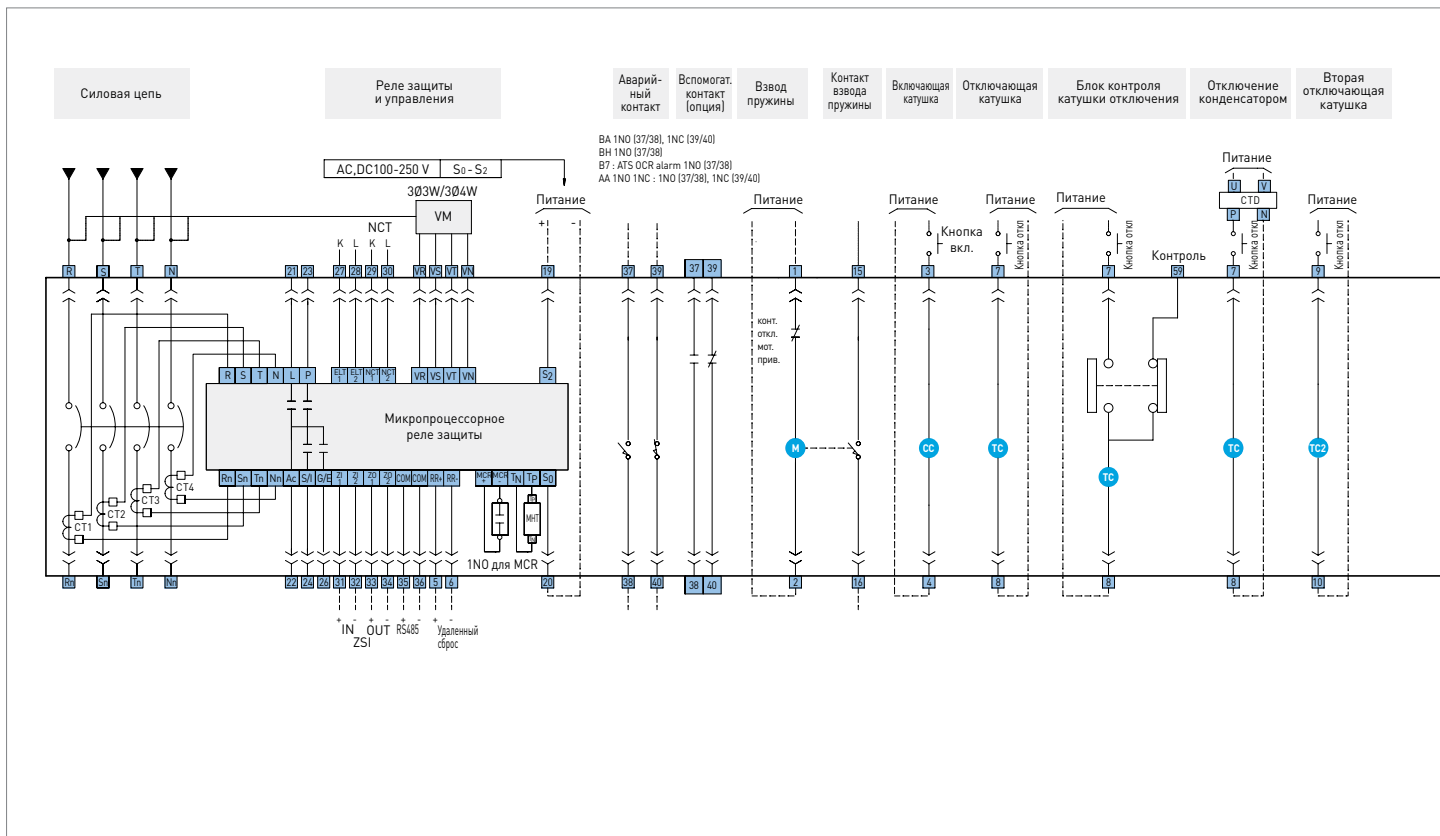 Силовая цепь
Реле защиты
и управления
Аварий-
ный
контакт
Вспомогат.
контакт
(опция)
Взвод
пружины
Контакт
взвода
пружины
Включающая
катушка
Отключающая
катушка
Блок контроля
катушки отключения
Отключение
конденсатором
Вторая
отключающая
катушка
BA 1NO (37/38), 1NC (39/40)
BH 1NO (37/38)
B7 : ATS OCR alarm 1NO (37/38)
AA 1NO 1NC : 1NO (37/38), 1NC (39/40)
AC,DC100-250 V S0 - S2
3Ø3W/3Ø4W
VM
NCT
K L K L
Питание
+ -
Питание
Питание
Питание
Питание
Питание
U V
CTD
P N
Питание
Кнопка
вкл.
Кнопка откл
Кнопка откл
Контроль
Кнопка откл
Кнопка откл
R S T N 21 23 27 28 29 30 VR VS VT VN 19 37 39 37 39 1 15 3 7 7 59 7 9
конт.
откл.
мот.
прив.
R S T N L P ELT 1 ELT 2 NCT 1 NCT 2 VR VS VT VN S2
Микропроцессорное
реле защиты
M CC TC TC TC TC2
Rn Sn Tn Nn Ac S/I G/E ZI 1 ZI 2 ZO 1 ZO 2 COM COM RR+ RR- MCR + MCR - TN TP S0
CT1
CT2
CT3
CT4
MHT
1NO для MCR
Rn Sn Tn Nn 22 24 26 31 32 33 34 35 36 5 6 20 38 40 38 40 2 16 4 8 8 8 10
+ - + - + - + -
IN OUT RS485 Удаленный
ZSI сброс